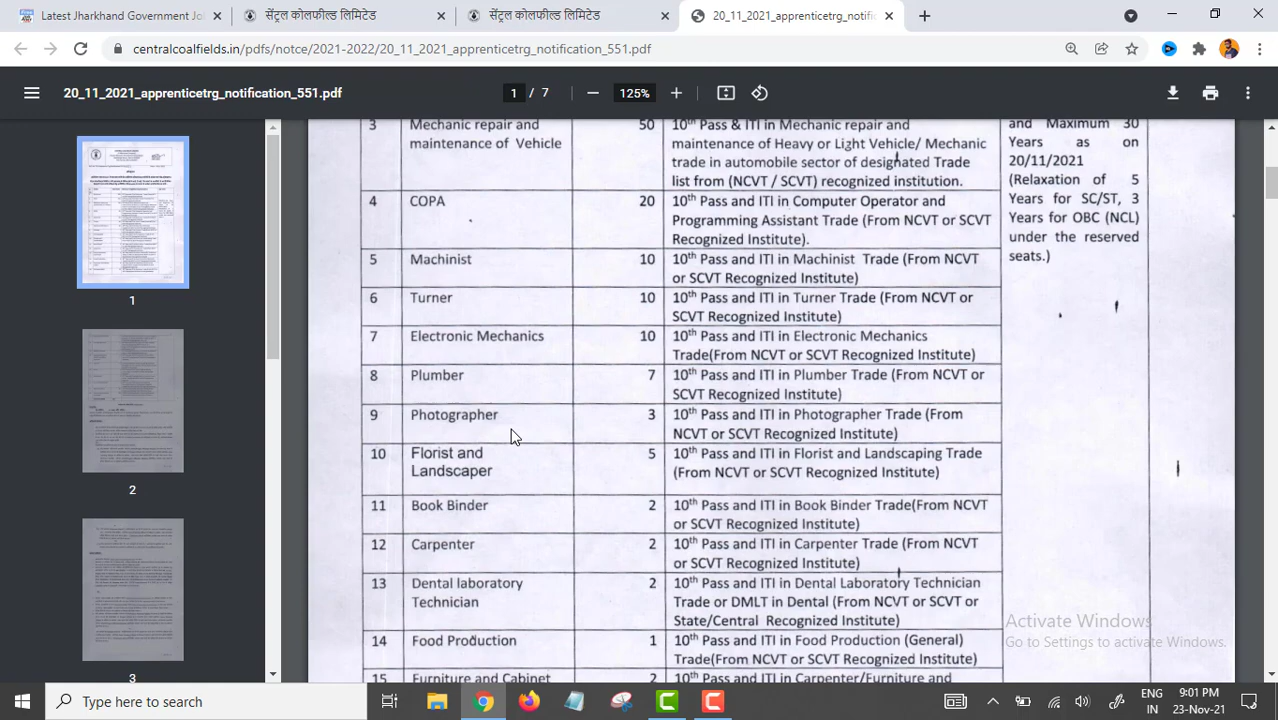 Latest Jharkhand Government Jo
सेंट्रल कोलफील्ड लिमिटेड
सेंट्रल कोलफील्ड लिमिटेड
20_11_2021_apprenticetrg_notific
centralcoalfields.in/pdfs/notce/2021-2022/20_11_2021_apprenticetrg_notification_551.pdf
20_11_2021_apprenticetrg_notification_551.pdf
1 / 7
125%
1
2
3
3 Mechanic repair and maintenance of Vehicle 50
10th Pass & ITI in Mechanic repair and
maintenance of Heavy or Light Vehicle/ Mechanic
trade in automobile sector of designated Trade
list from (NCVT / SCVT) recognized institution.
and Maximum 30
Years as on
20/11/2021
(Relaxation of 5
Years for SC/ST, 3
Years for OBC (NCL)
under the reserved
seats.)
4 COPA 20
10th Pass and ITI in Computer Operator and
Programming Assistant Trade (From NCVT or SCVT
Recognized Institute).
5 Machinist 10
10th Pass and ITI in Machinist Trade (From NCVT
or SCVT Recognized Institute)
6 Turner 10
10th Pass and ITI in Turner Trade (From NCVT or
SCVT Recognized Institute)
7 Electronic Mechanics 10
10th Pass and ITI in Electronic Mechanics
Trade(From NCVT or SCVT Recognized Institute)
8 Plumber 7
10th Pass and ITI in Plumber Trade (From NCVT or
SCVT Recognized Institute)
9 Photographer 3
10th Pass and ITI in Photographer Trade (From
NCVT or SCVT Recognized Institute)
10 Florist and
Landscaper 5
10th Pass and ITI in Florist and Landscaping Trade
(From NCVT or SCVT Recognized Institute)
11 Book Binder 2
10th Pass and ITI in Book Binder Trade(From NCVT
or SCVT Recognized Institute)
12 Carpenter 2
10th Pass and ITI in Carpenter Trade (From NCVT
or SCVT Recognized Institute)
13 Dental laboratory
Technician 2
10th Pass and ITI in Dental Laboratory Technician
Trade or DMLT in Dental(From NCVT or SCVT or
State/Central Recognized Institute)
14 Food Production 1
10th Pass and ITI in Food Production (General)
Trade(From NCVT or SCVT Recognized Institute)
15 Furniture and Cabinet 2
10th Pass and ITI in Carpenter/Furniture and
Activate Windows
Go to Settings to activate Windows.
Type here to search
ENG
IN
9:01 PM
23-Nov-21